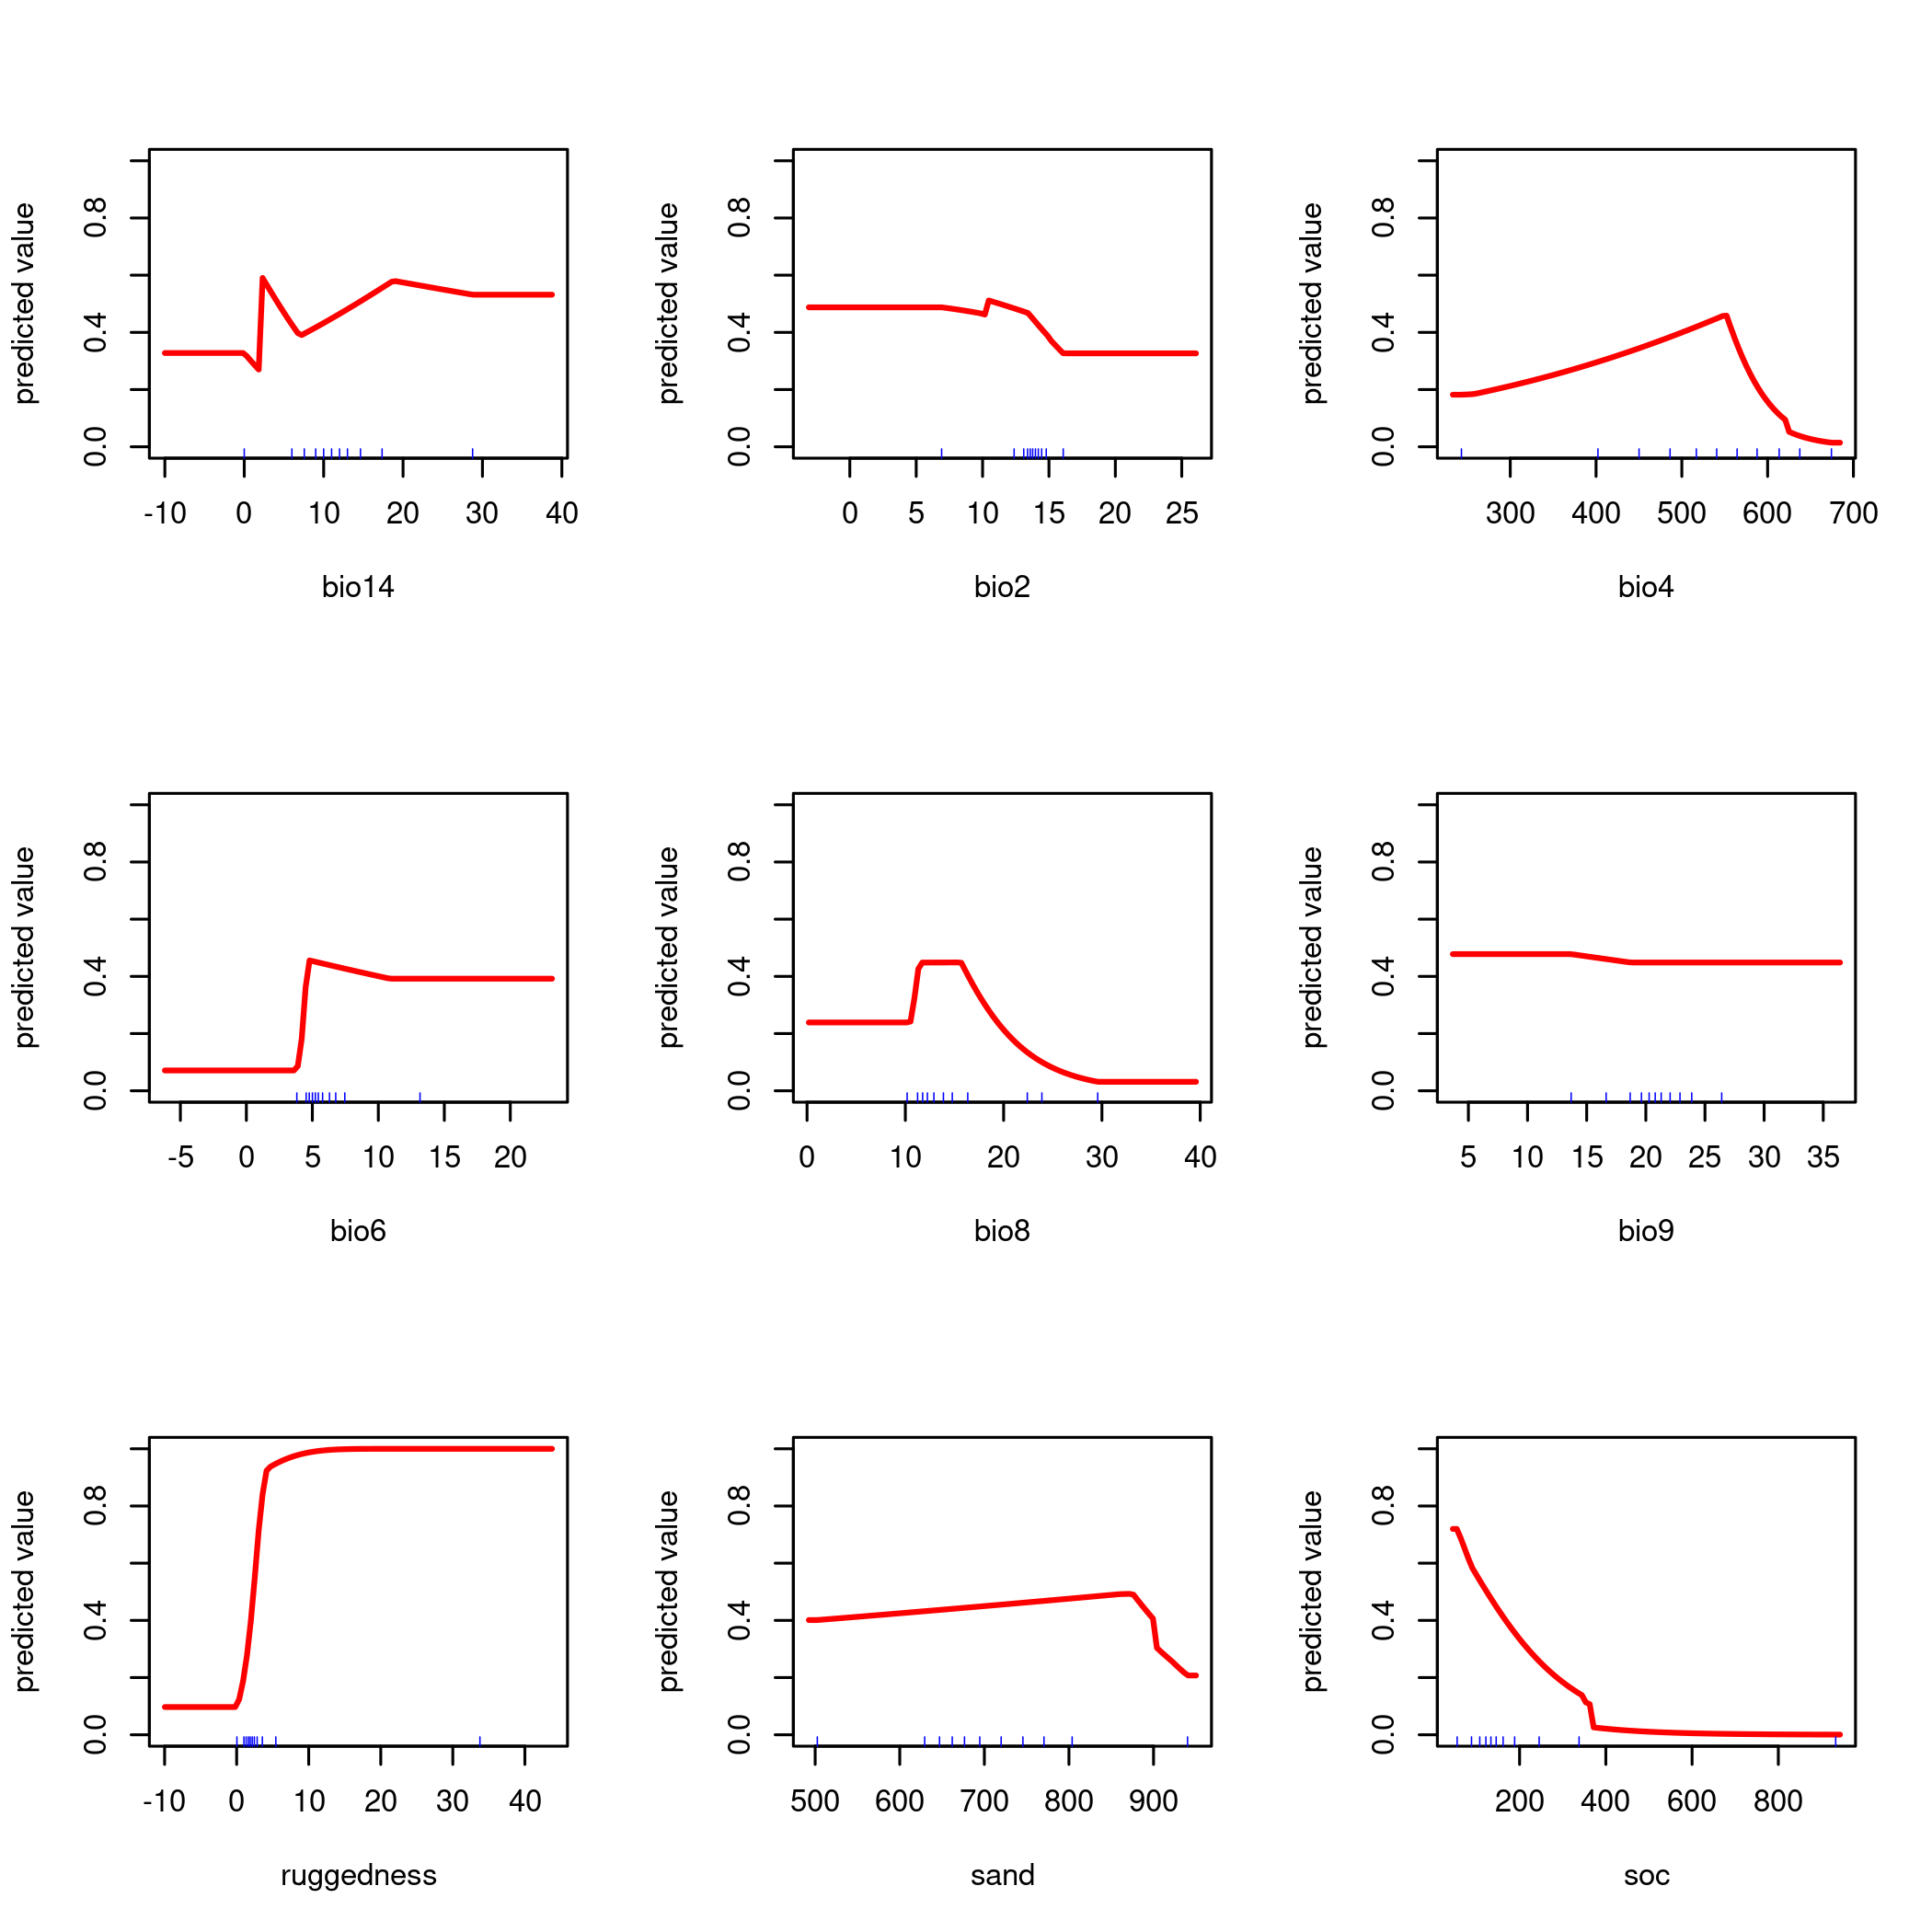 predicted value
0.0 0.4 0.8
-10 0 10 20 30 40
bio14
predicted value
0.0 0.4 0.8
0 5 10 15 20 25
bio2
predicted value
0.0 0.4 0.8
300 400 500 600 700
bio4
predicted value
0.0 0.4 0.8
-5 0 5 10 15 20
bio6
predicted value
0.0 0.4 0.8
0 10 20 30 40
bio8
predicted value
0.0 0.4 0.8
5 10 15 20 25 30 35
bio9
predicted value
0.0 0.4 0.8
-10 0 10 20 30 40
ruggedness
predicted value
0.0 0.4 0.8
500 600 700 800 900
sand
predicted value
0.0 0.4 0.8
200 400 600 800
soc